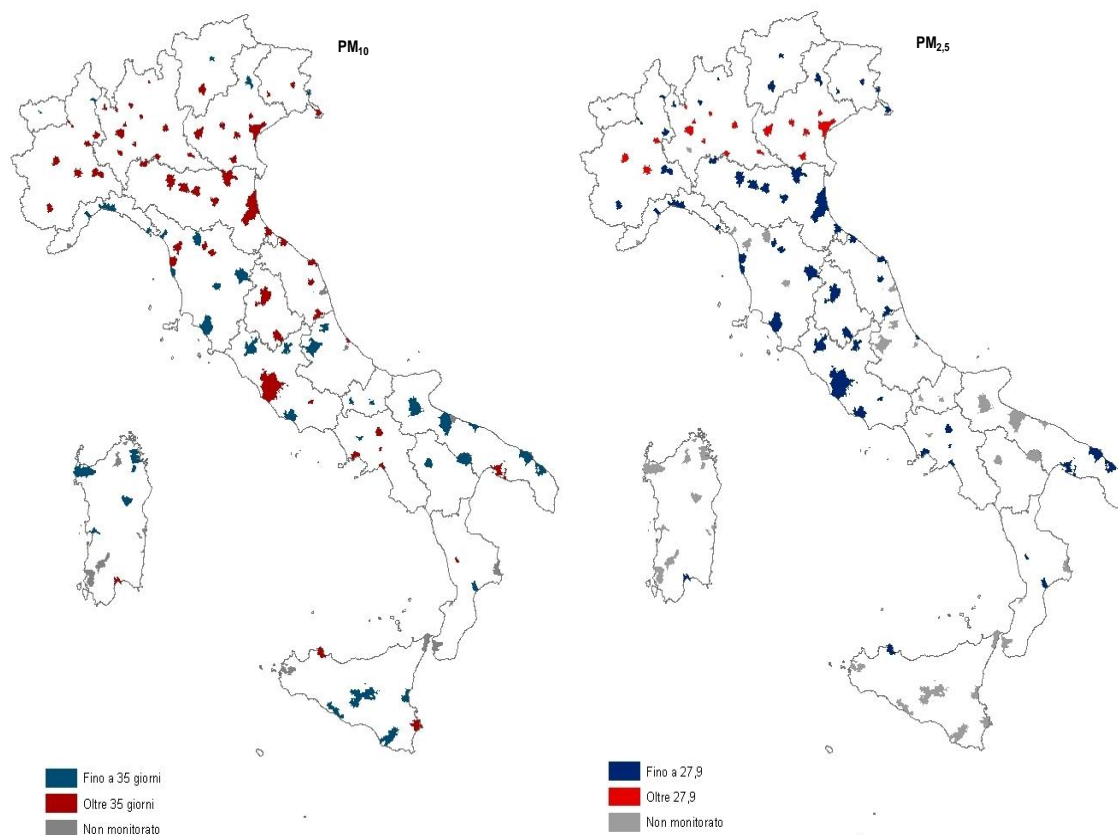 PM10
PM2,5
Fino a 35 giorni
Oltre 35 giorni
Non monitorato
Fino a 27,9
Oltre 27,9
Non monitorato